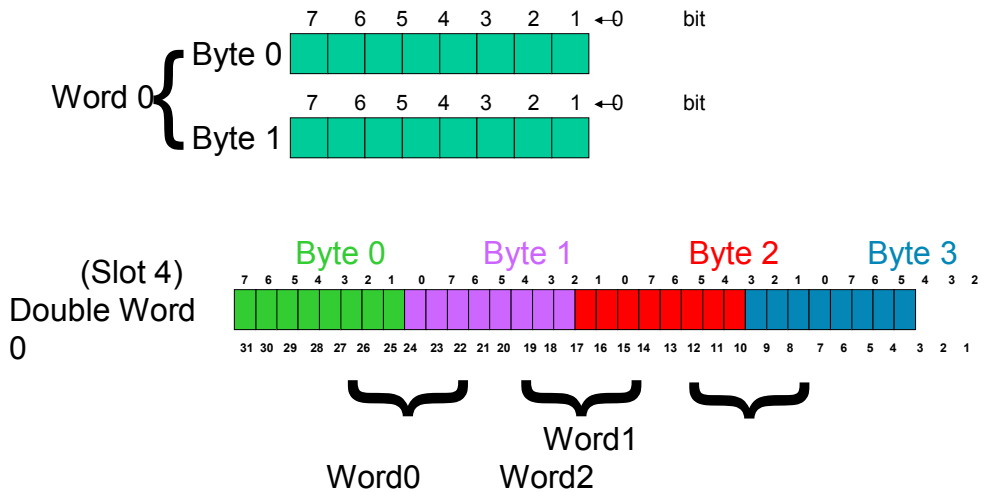 7 6 5 4 3 2 1 ←0 bit
Byte 0
Word 0
7 6 5 4 3 2 1 ←0 bit
Byte 1
Byte 0 Byte 1 Byte 2 Byte 3
(Slot 4)
7 6 5 4 3 2 1 0 7 6 5 4 3 2 1 0 7 6 5 4 3 2 1 0 7 6 5 4 3 2
Double Word
0
31 30 29 28 27 26 25 24 23 22 21 20 19 18 17 16 15 14 13 12 11 10 9 8 7 6 5 4 3 2 1
Word1
Word0 Word2